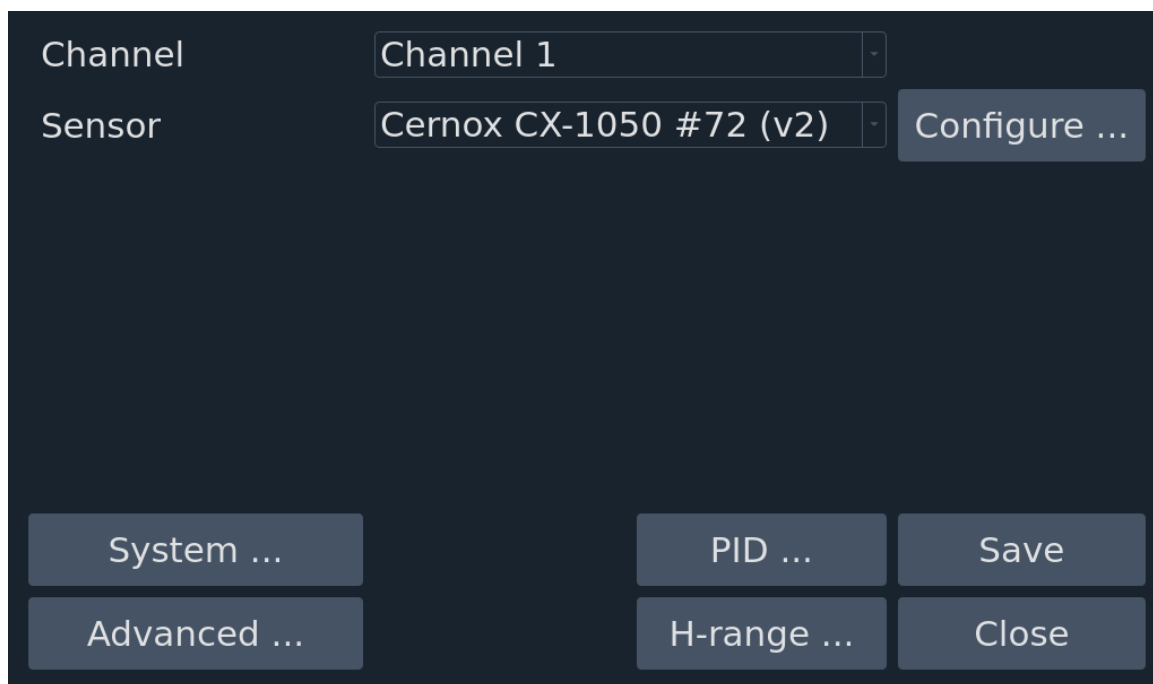 Channel Channel 1
Sensor Cernox CX-1050 #72 (v2) Configure ...
System ... PID ... Save
Advanced ... H-range ... Close